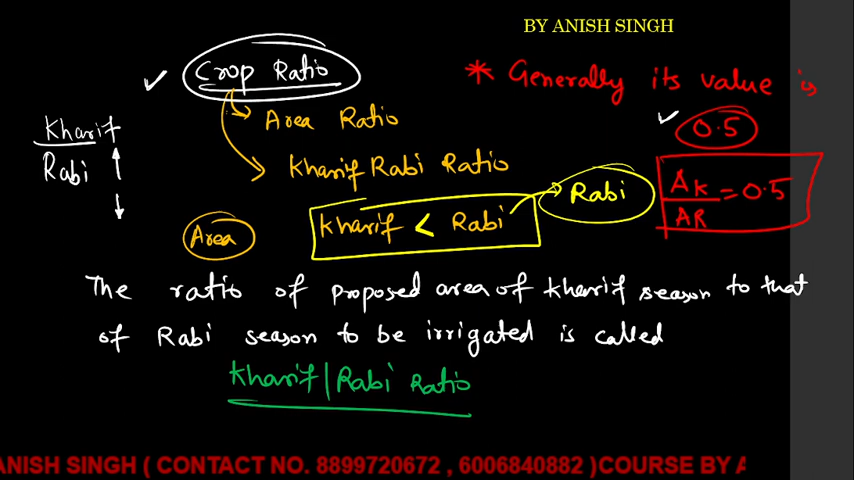 BY ANISH SINGH
Crop Ratio
* Generally its value is
0.5
Area Ratio
Kharif
Rabi
Kharif Rabi Ratio
Rabi
AK
AR
=0.5
Area
Kharif < Rabi
The ratio of proposed area of Kharif season to that
of Rabi season to be irrigated is called
Kharif|Rabi Ratio
ANISH SINGH ( CONTACT NO. 8899720672 , 6006840882 )COURSE BY A